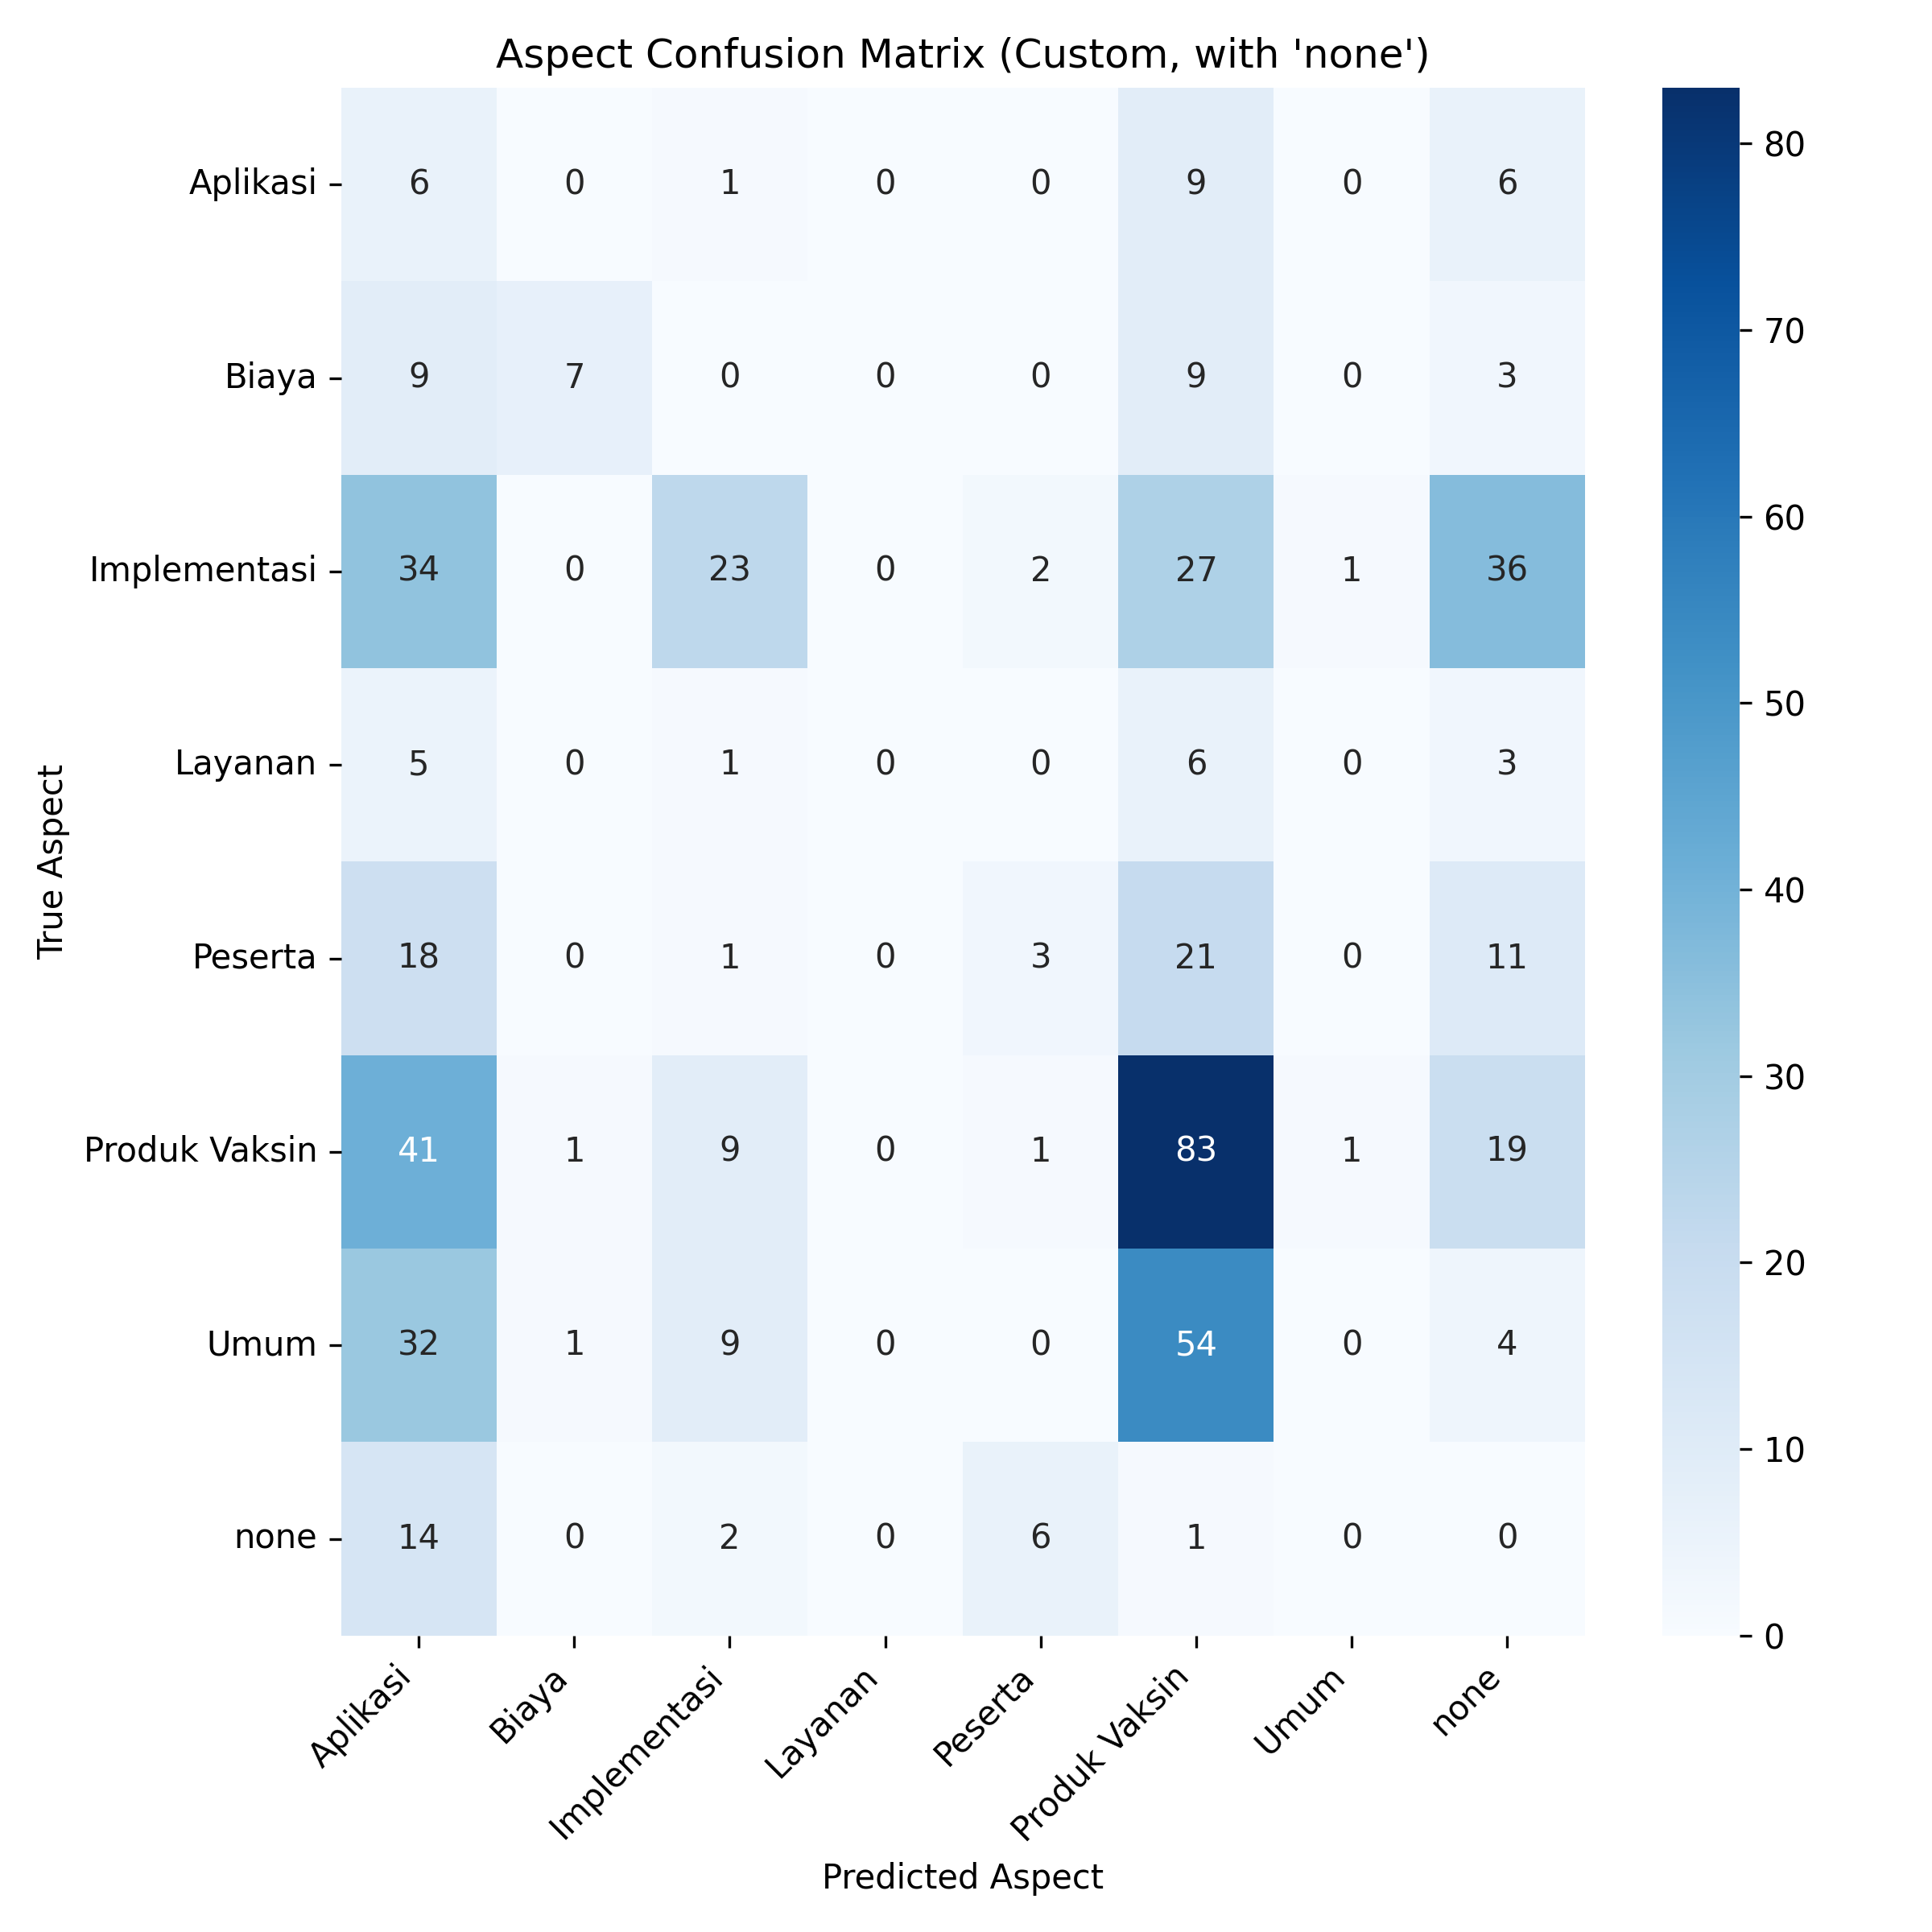 Aspect Confusion Matrix (Custom, with 'none')
True Aspect
Aplikasi 6 0 1 0 0 9 0 6
Biaya 9 7 0 0 0 9 0 3
Implementasi 34 0 23 0 2 27 1 36
Layanan 5 0 1 0 0 6 0 3
Peserta 18 0 1 0 3 21 0 11
Produk Vaksin 41 1 9 0 1 83 1 19
Umum 32 1 9 0 0 54 0 4
none 14 0 2 0 6 1 0 0
Aplikasi Biaya Implementasi Layanan Peserta Produk Vaksin Umum none
Predicted Aspect
80
70
60
50
40
30
20
10
0